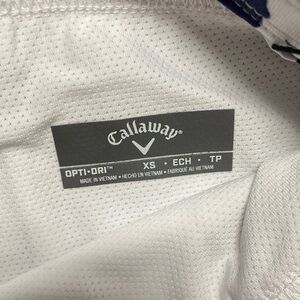 Callaway®
OPTI•DRI™ XS • ECH • TP
MADE IN VIETNAM • HECHO EN VIETNAM • FABRIQUÉ AU VIETNAM